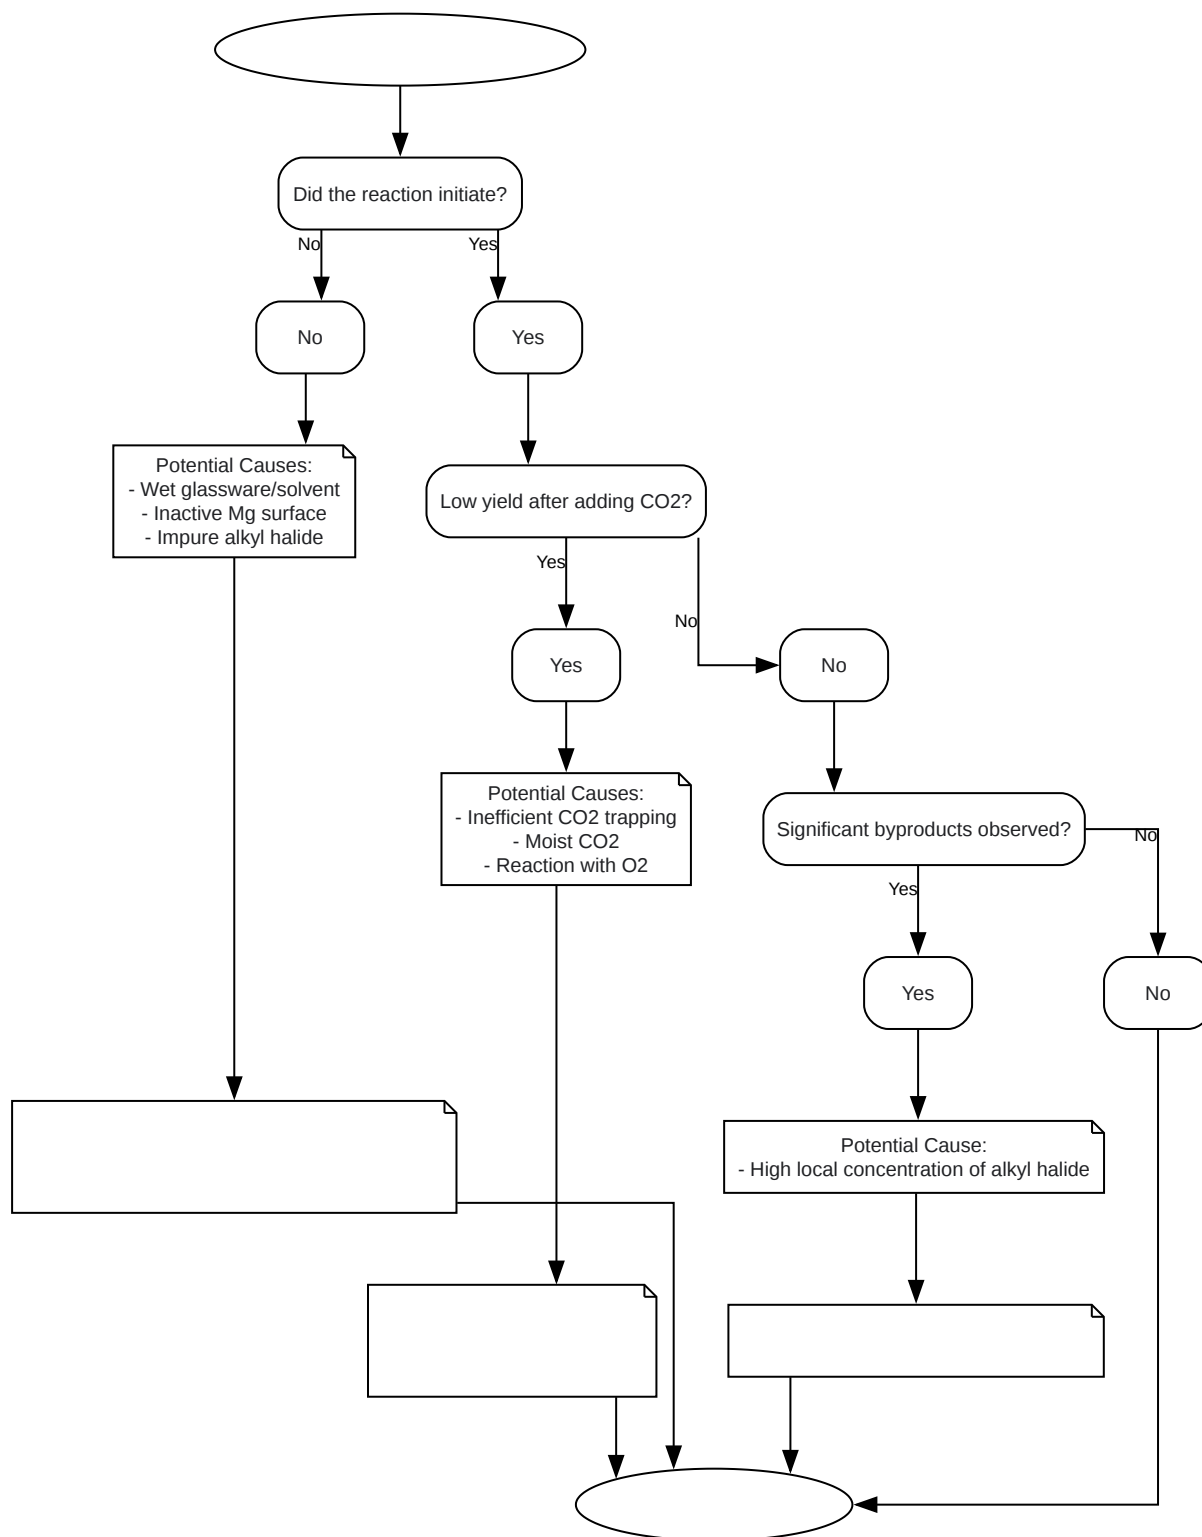 Did the reaction initiate?
No
Yes
No
Yes
Potential Causes:
- Wet glassware/solvent
- Inactive Mg surface
- Impure alkyl halide
Low yield after adding CO2?
Yes
No
Yes
No
Potential Causes:
- Inefficient CO2 trapping
- Moist CO2
- Reaction with O2
Significant byproducts observed?
No
Yes
Yes
No
Potential Cause:
- High local concentration of alkyl halide